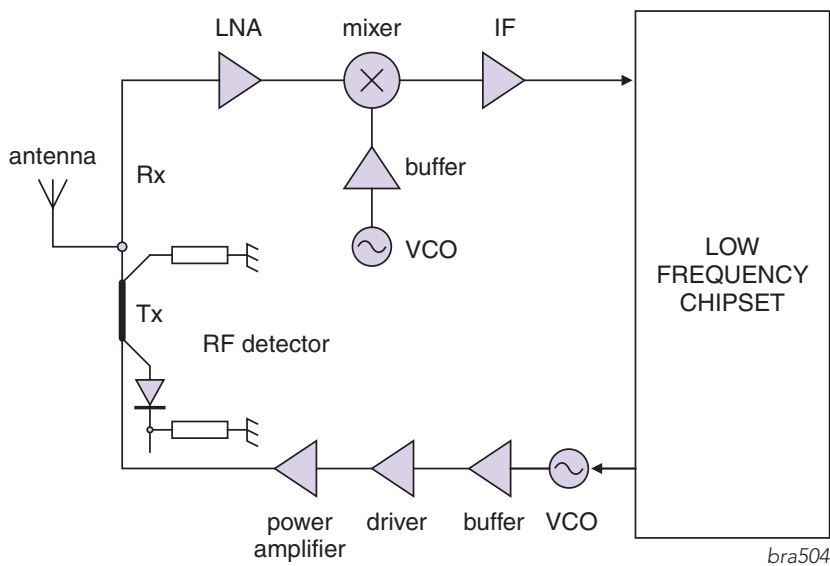 LNA
mixer
IF
antenna
Rx
buffer
VCO
LOW
FREQUENCY
CHIPSET
Tx
RF detector
power
amplifier
driver
buffer
VCO
bra504